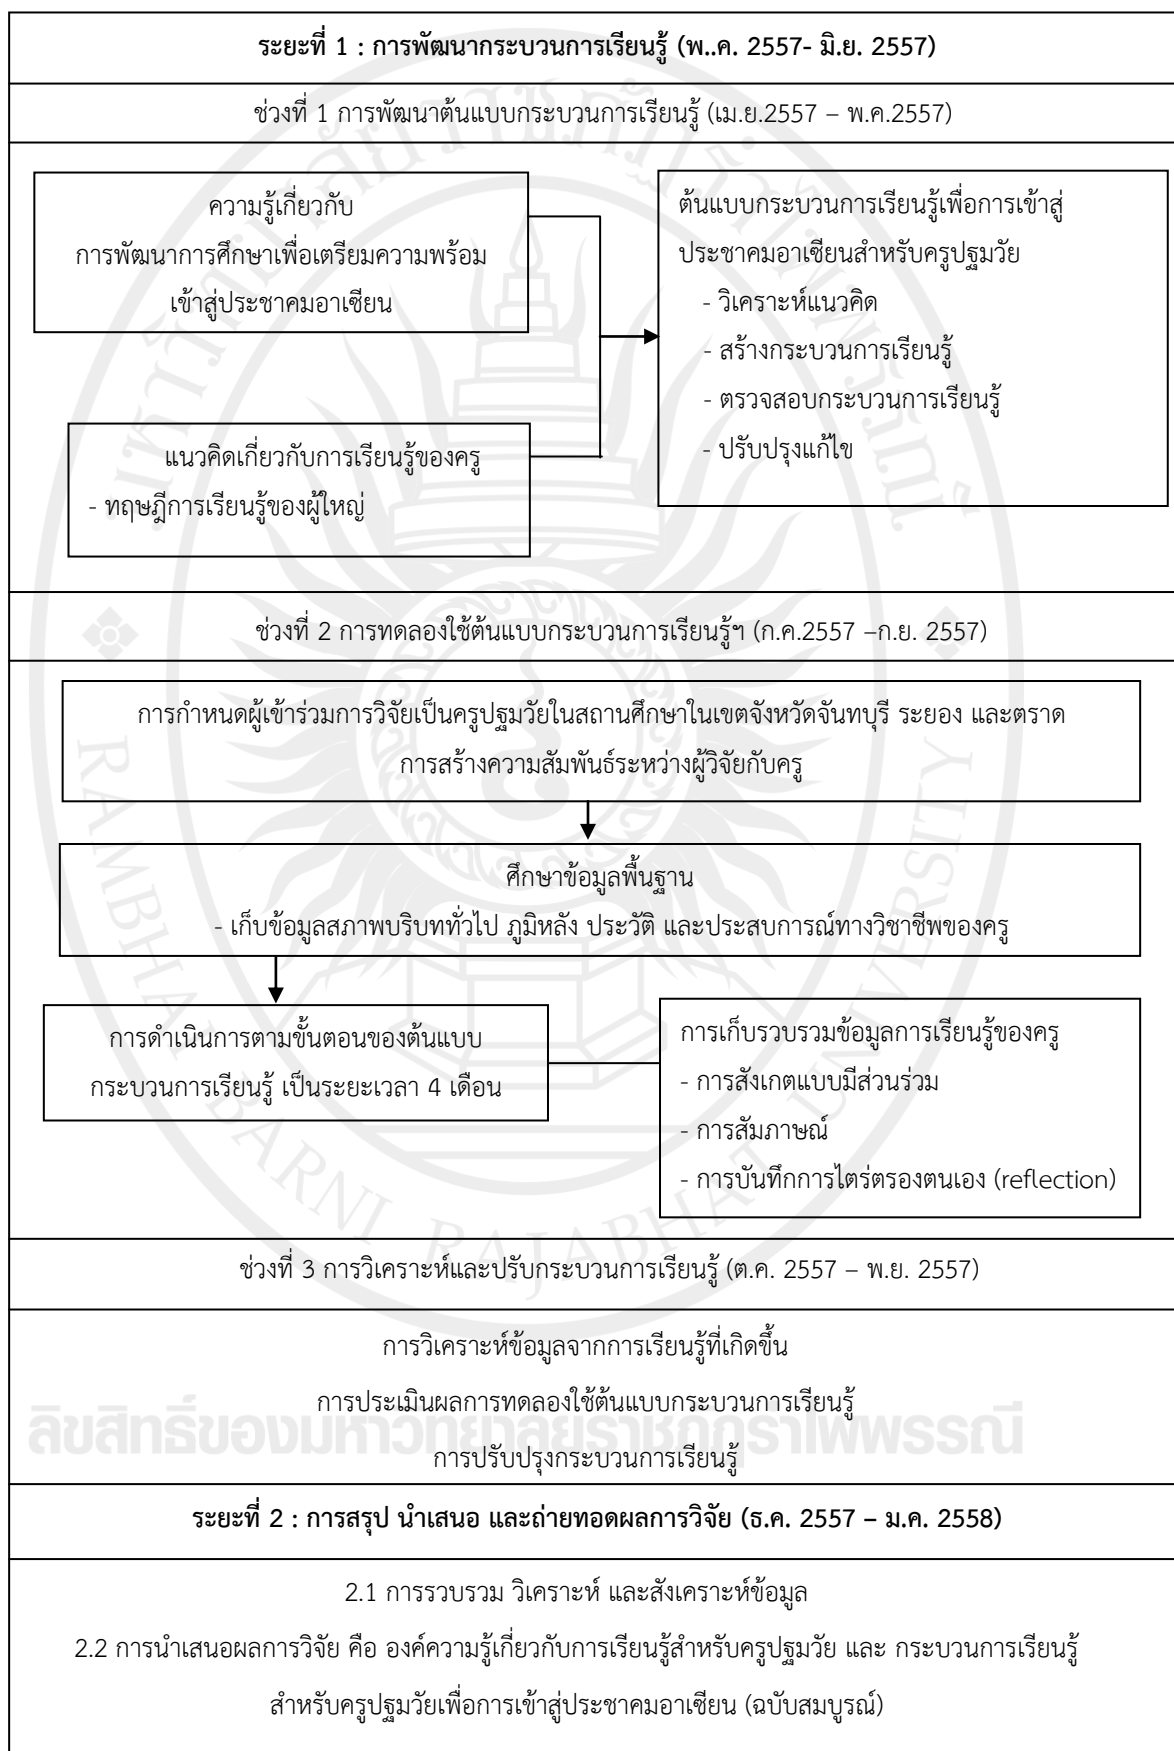 ระยะที่ 1 : การพัฒนากระบวนการเรียนรู้ (พ..ค. 2557- มิ.ย. 2557)
ช่วงที่ 1 การพัฒนาต้นแบบกระบวนการเรียนรู้ (เม.ย.2557 – พ.ค.2557)
ความรู้เกี่ยวกับ
การพัฒนาการศึกษาเพื่อเตรียมความพร้อม
เข้าสู่ประชาคมอาเซียน
แนวคิดเกี่ยวกับการเรียนรู้ของครู
- ทฤษฎีการเรียนรู้ของผู้ใหญ่
ต้นแบบกระบวนการเรียนรู้เพื่อการเข้าสู่
ประชาคมอาเซียนสำหรับครูปฐมวัย
- วิเคราะห์แนวคิด
- สร้างกระบวนการเรียนรู้
- ตรวจสอบกระบวนการเรียนรู้
- ปรับปรุงแก้ไข
ช่วงที่ 2 การทดลองใช้ต้นแบบกระบวนการเรียนรู้ฯ (ก.ค.2557 –ก.ย. 2557)
การกำหนดผู้เข้าร่วมการวิจัยเป็นครูปฐมวัยในสถานศึกษาในเขตจังหวัดจันทบุรี ระยอง และตราด
การสร้างความสัมพันธ์ระหว่างผู้วิจัยกับครู
ศึกษาข้อมูลพื้นฐาน
- เก็บข้อมูลสภาพบริบททั่วไป ภูมิหลัง ประวัติ และประสบการณ์ทางวิชาชีพของครู
การดำเนินการตามขั้นตอนของต้นแบบ
กระบวนการเรียนรู้ เป็นระยะเวลา 4 เดือน
การเก็บรวบรวมข้อมูลการเรียนรู้ของครู
- การสังเกตแบบมีส่วนร่วม
- การสัมภาษณ์
- การบันทึกการไตร่ตรองตนเอง (reflection)
ช่วงที่ 3 การวิเคราะห์และปรับกระบวนการเรียนรู้ (ต.ค. 2557 – พ.ย. 2557)
การวิเคราะห์ข้อมูลจากการเรียนรู้ที่เกิดขึ้น
การประเมินผลการทดลองใช้ต้นแบบกระบวนการเรียนรู้
การปรับปรุงกระบวนการเรียนรู้
ระยะที่ 2 : การสรุป นำเสนอ และถ่ายทอดผลการวิจัย (ธ.ค. 2557 – ม.ค. 2558)
2.1 การรวบรวม วิเคราะห์ และสังเคราะห์ข้อมูล
2.2 การนำเสนอผลการวิจัย คือ องค์ความรู้เกี่ยวกับการเรียนรู้สำหรับครูปฐมวัย และ กระบวนการเรียนรู้
สำหรับครูปฐมวัยเพื่อการเข้าสู่ประชาคมอาเซียน (ฉบับสมบูรณ์)
มหาวิทยาลัยราชภัฏรำไพพรรณี
RAMBHAI BARNI RAJABHAT UNIVERSITY
ลิขสิทธิ์ของมหาวิทยาลัยราชภัฏรำไพพรรณี